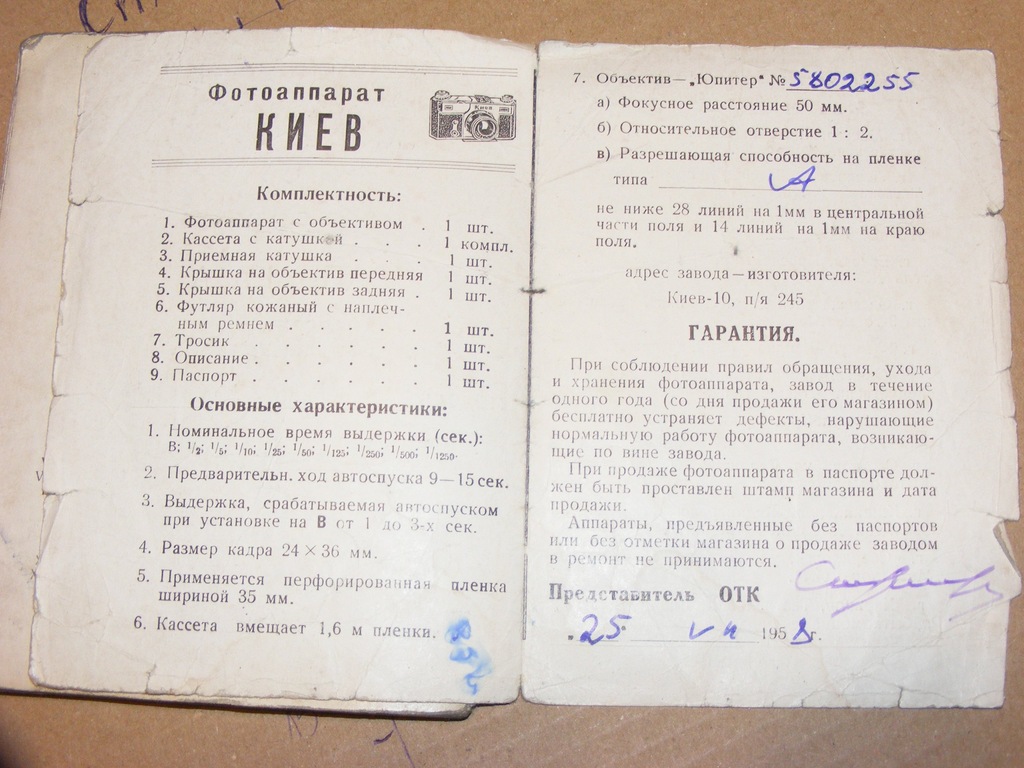 Фотоаппарат
КИЕВ
Киев
Комплектность:
1. Фотоаппарат с объективом . 1 шт.
2. Кассета с катушкой . . . 1 компл.
3. Приемная катушка . . . 1 шт.
4. Крышка на объектив передняя 1 шт.
5. Крышка на объектив задняя . 1 шт.
6. Футляр кожаный с наплеч-
ным ремнем . . . . . 1 шт.
7. Тросик . . . . . . 1 шт.
8. Описание . . . . . . 1 шт.
9. Паспорт . . . . . . 1 шт.
Основные характеристики:
1. Номинальное время выдержки (сек.):
В; 1/2; 1/5; 1/10; 1/25; 1/50; 1/125; 1/250; 1/500; 1/1250.
2. Предварительн. ход автоспуска 9—15 сек.
3. Выдержка, срабатываемая автоспуском
при установке на В от 1 до 3-х сек.
4. Размер кадра 24 × 36 мм.
5. Применяется перфорированная пленка
шириной 35 мм.
6. Кассета вмещает 1,6 м пленки.
7. Объектив—„Юпитер" № 5802255
а) Фокусное расстояние 50 мм.
б) Относительное отверстие 1 : 2.
в) Разрешающая способность на пленке
типа
не ниже 28 линий на 1мм в центральной
части поля и 14 линий на 1мм на краю
поля.
адрес завода—изготовителя:
Киев-10, п/я 245
ГАРАНТИЯ.
При соблюдении правил обращения, ухода
и хранения фотоаппарата, завод в течение
одного года (со дня продажи его магазином)
бесплатно устраняет дефекты, нарушающие
нормальную работу фотоаппарата, возникаю-
щие по вине завода.
При продаже фотоаппарата в паспорте дол-
жен быть проставлен штамп магазина и дата
продажи.
Аппараты, предъявленные без паспортов
или без отметки магазина о продаже заводом
в ремонт не принимаются.
Представитель ОТК
„25 VII 1958 г.